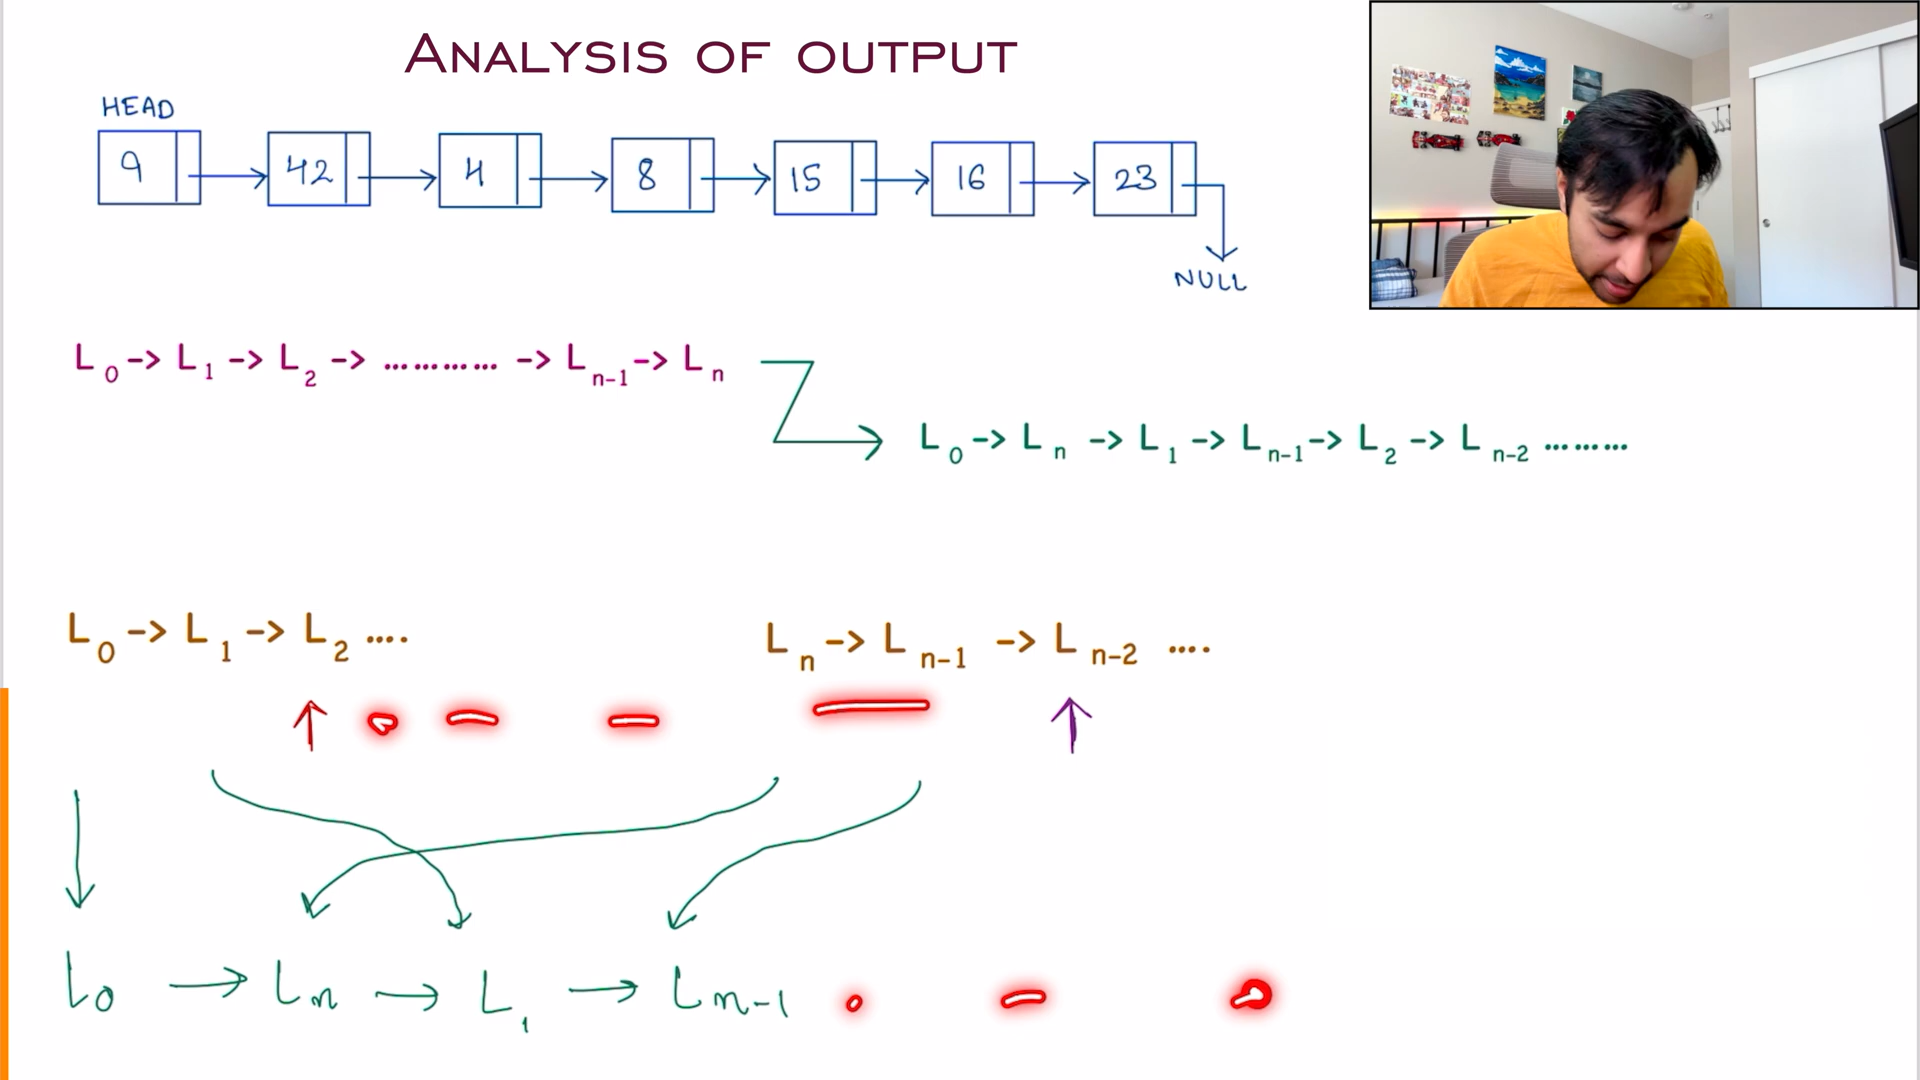 ANALYSIS OF OUTPUT
HEAD
9 42 4 8 15 16 23
NULL
L0 -> L1 -> L2 -> ............ -> Ln-1 -> Ln
L0 -> Ln -> L1 -> Ln-1 -> L2 -> Ln-2 .........
L0 -> L1 -> L2 .... Ln -> Ln-1 -> Ln-2 ....
L0 → Ln → L1 → Ln-1